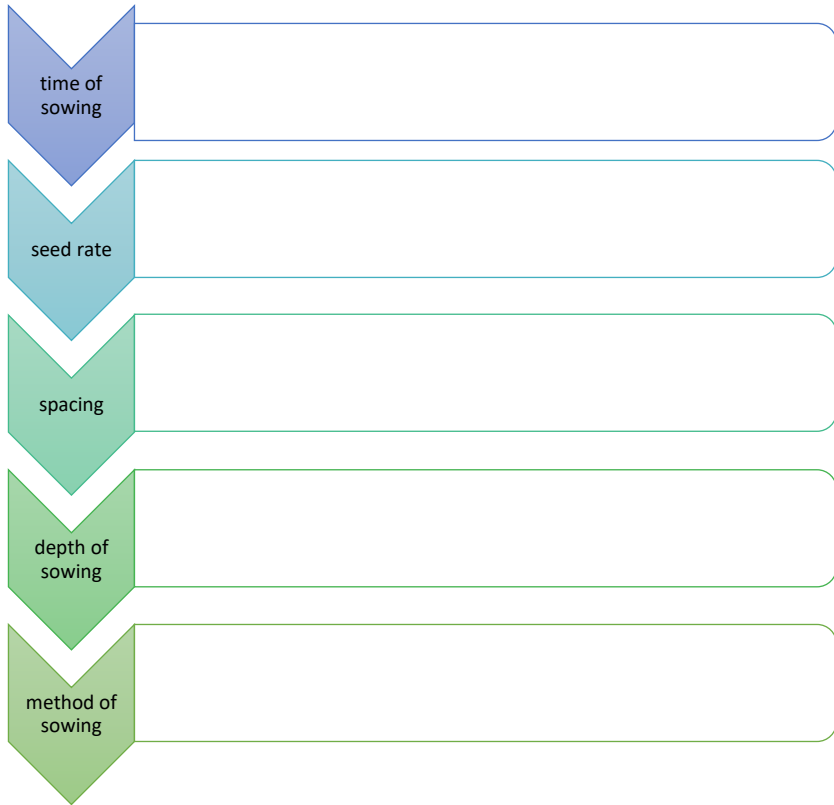 time of
sowing
seed rate
spacing
depth of
sowing
method of
sowing